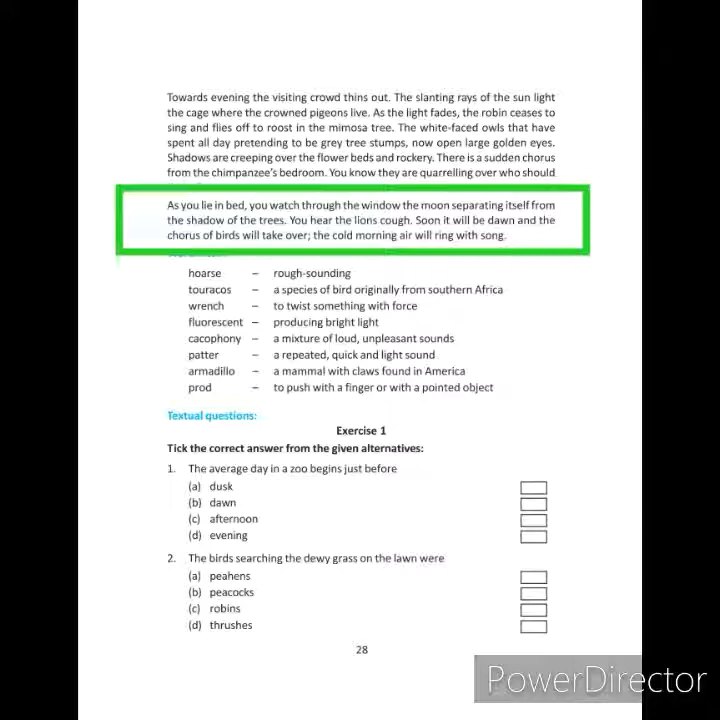 Towards evening the visiting crowd thins out. The slanting rays of the sun light
the cage where the crowned pigeons live. As the light fades, the robin ceases to
sing and flies off to roost in the mimosa tree. The white-faced owls that have
spent all day pretending to be grey tree stumps, now open large golden eyes.
Shadows are creeping over the flower beds and rockery. There is a sudden chorus
from the chimpanzee's bedroom. You know they are quarrelling over who should
As you lie in bed, you watch through the window the moon separating itself from
the shadow of the trees. You hear the lions cough. Soon it will be dawn and the
chorus of birds will take over; the cold morning air will ring with song.
hoarse – rough-sounding
touracos – a species of bird originally from southern Africa
wrench – to twist something with force
fluorescent – producing bright light
cacophony – a mixture of loud, unpleasant sounds
patter – a repeated, quick and light sound
armadillo – a mammal with claws found in America
prod – to push with a finger or with a pointed object
Textual questions:
Exercise 1
Tick the correct answer from the given alternatives:
1. The average day in a zoo begins just before
(a) dusk
(b) dawn
(c) afternoon
(d) evening
2. The birds searching the dewy grass on the lawn were
(a) peahens
(b) peacocks
(c) robins
(d) thrushes
28
PowerDirector